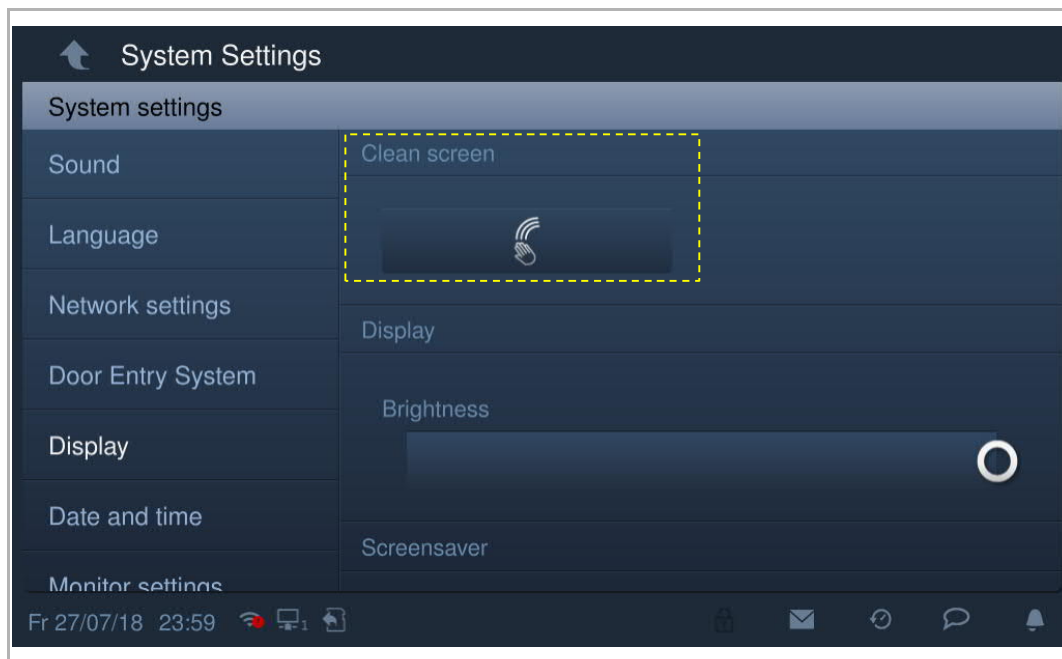 System Settings
System settings
Sound
Language
Network settings
Door Entry System
Display
Date and time
Monitor settings
Clean screen
Display
Brightness
Screensaver
Fr 27/07/18 23:59 1